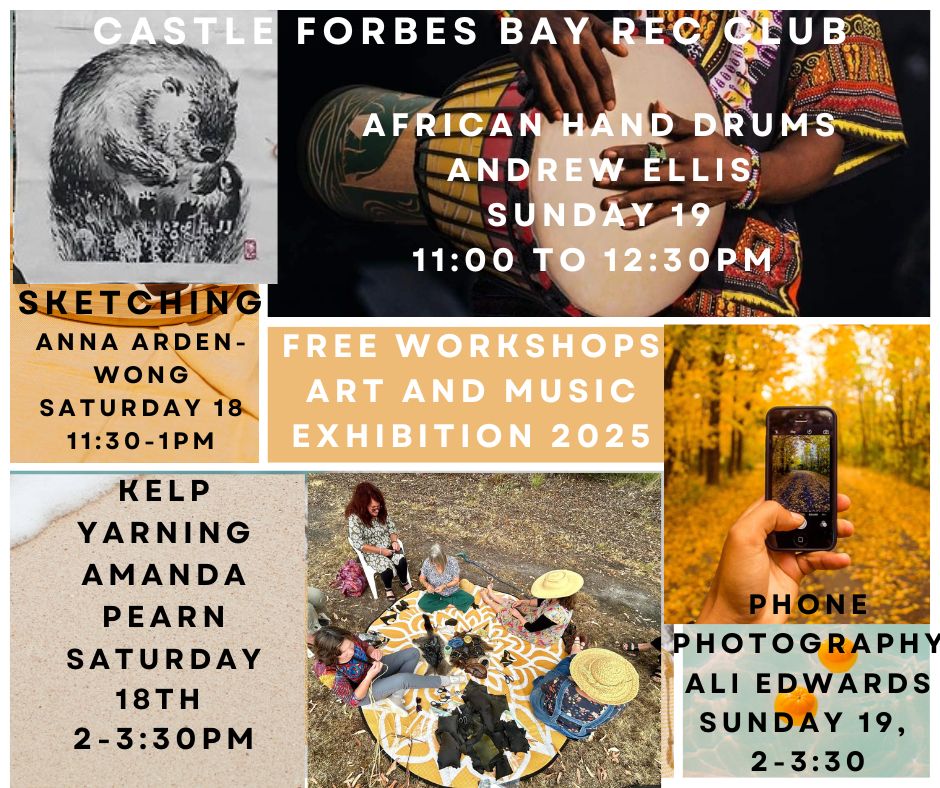 CASTLE FORBES BAY REC CLUB
AFRICAN HAND DRUMS
ANDREW ELLIS
SUNDAY 19
11:00 TO 12:30PM
SKETCHING
ANNA ARDEN-
WONG
SATURDAY 18
11:30-1PM
FREE WORKSHOPS
ART AND MUSIC
EXHIBITION 2025
KELP
YARNING
AMANDA
PEARN
SATURDAY
18TH
2-3:30PM
PHONE
PHOTOGRAPHY
ALI EDWARDS
SUNDAY 19,
2-3:30